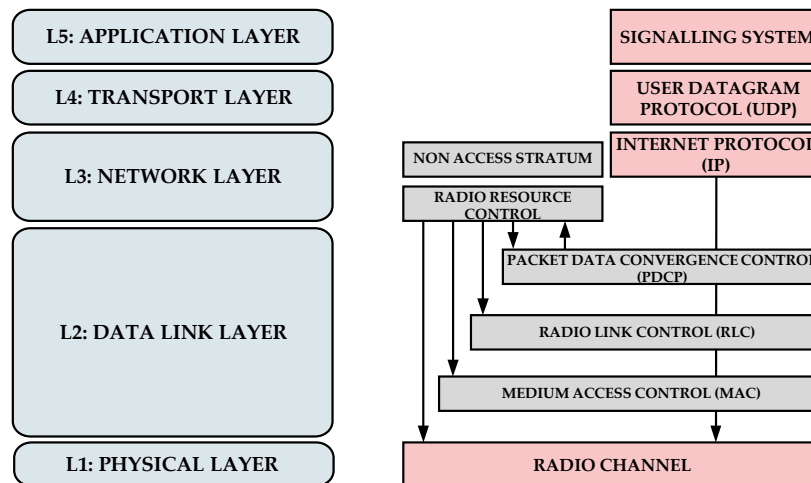 L5: APPLICATION LAYER
SIGNALLING SYSTEM
L4: TRANSPORT LAYER
USER DATAGRAM
PROTOCOL (UDP)
L3: NETWORK LAYER
NON ACCESS STRATUM
INTERNET PROTOCOL
(IP)
RADIO RESOURCE
CONTROL
L2: DATA LINK LAYER
PACKET DATA CONVERGENCE CONTROL
(PDCP)
RADIO LINK CONTROL (RLC)
MEDIUM ACCESS CONTROL (MAC)
L1: PHYSICAL LAYER
RADIO CHANNEL